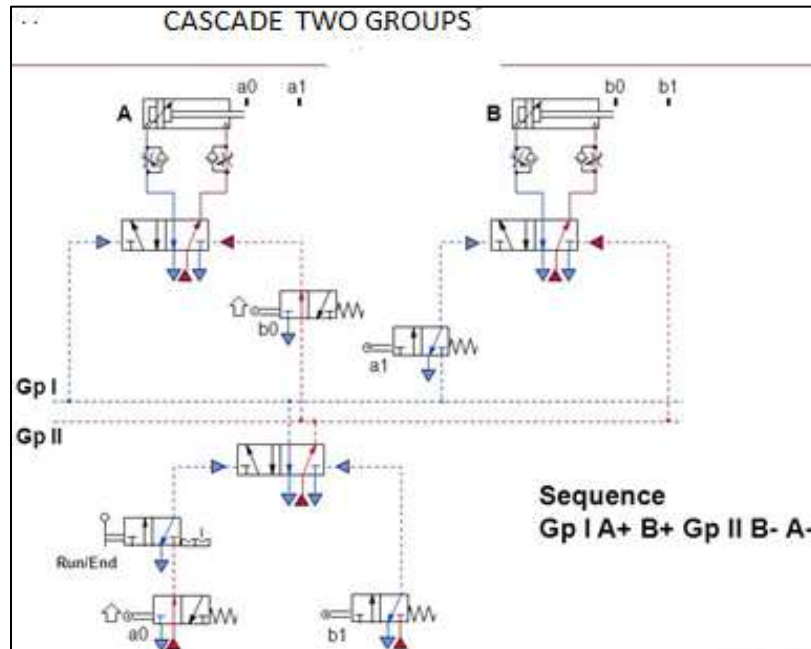 CASCADE TWO GROUPS
a0 a1 b0 b1
A B
b0
a1
Gp I
Gp II
Sequence
Gp I A+ B+ Gp II B- A-
Run/End
a0 b1